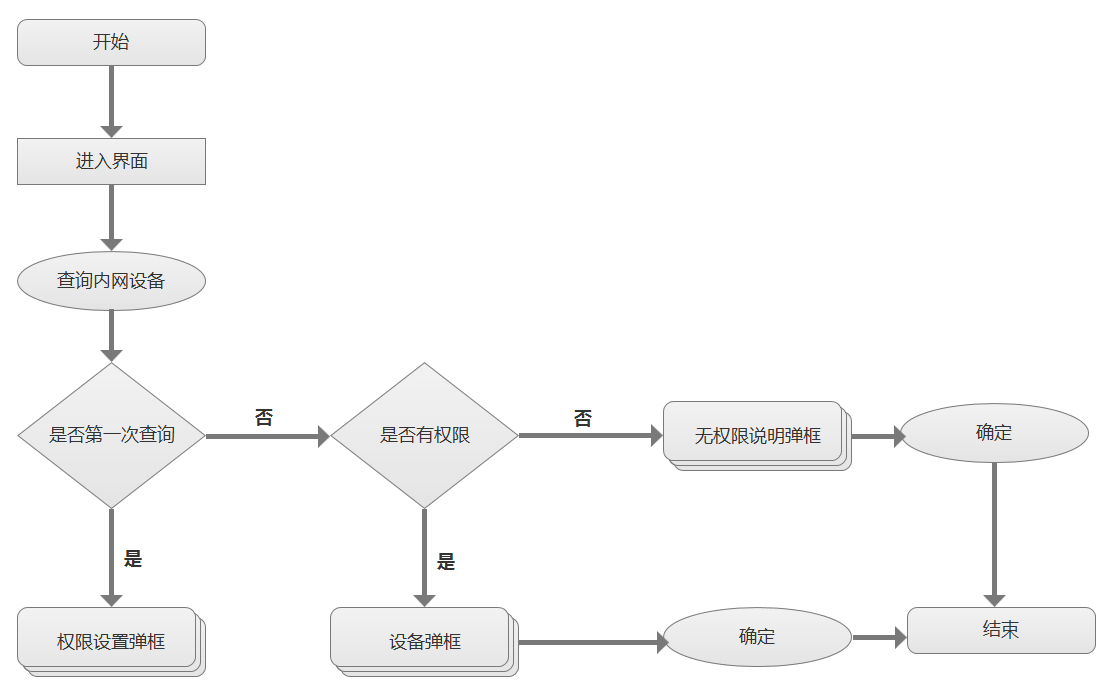 开始
进入界面
查询内网设备
是否第一次查询
否
是否有权限
否
无权限说明弹框
确定
是
是
权限设置弹框
设备弹框
确定
结束